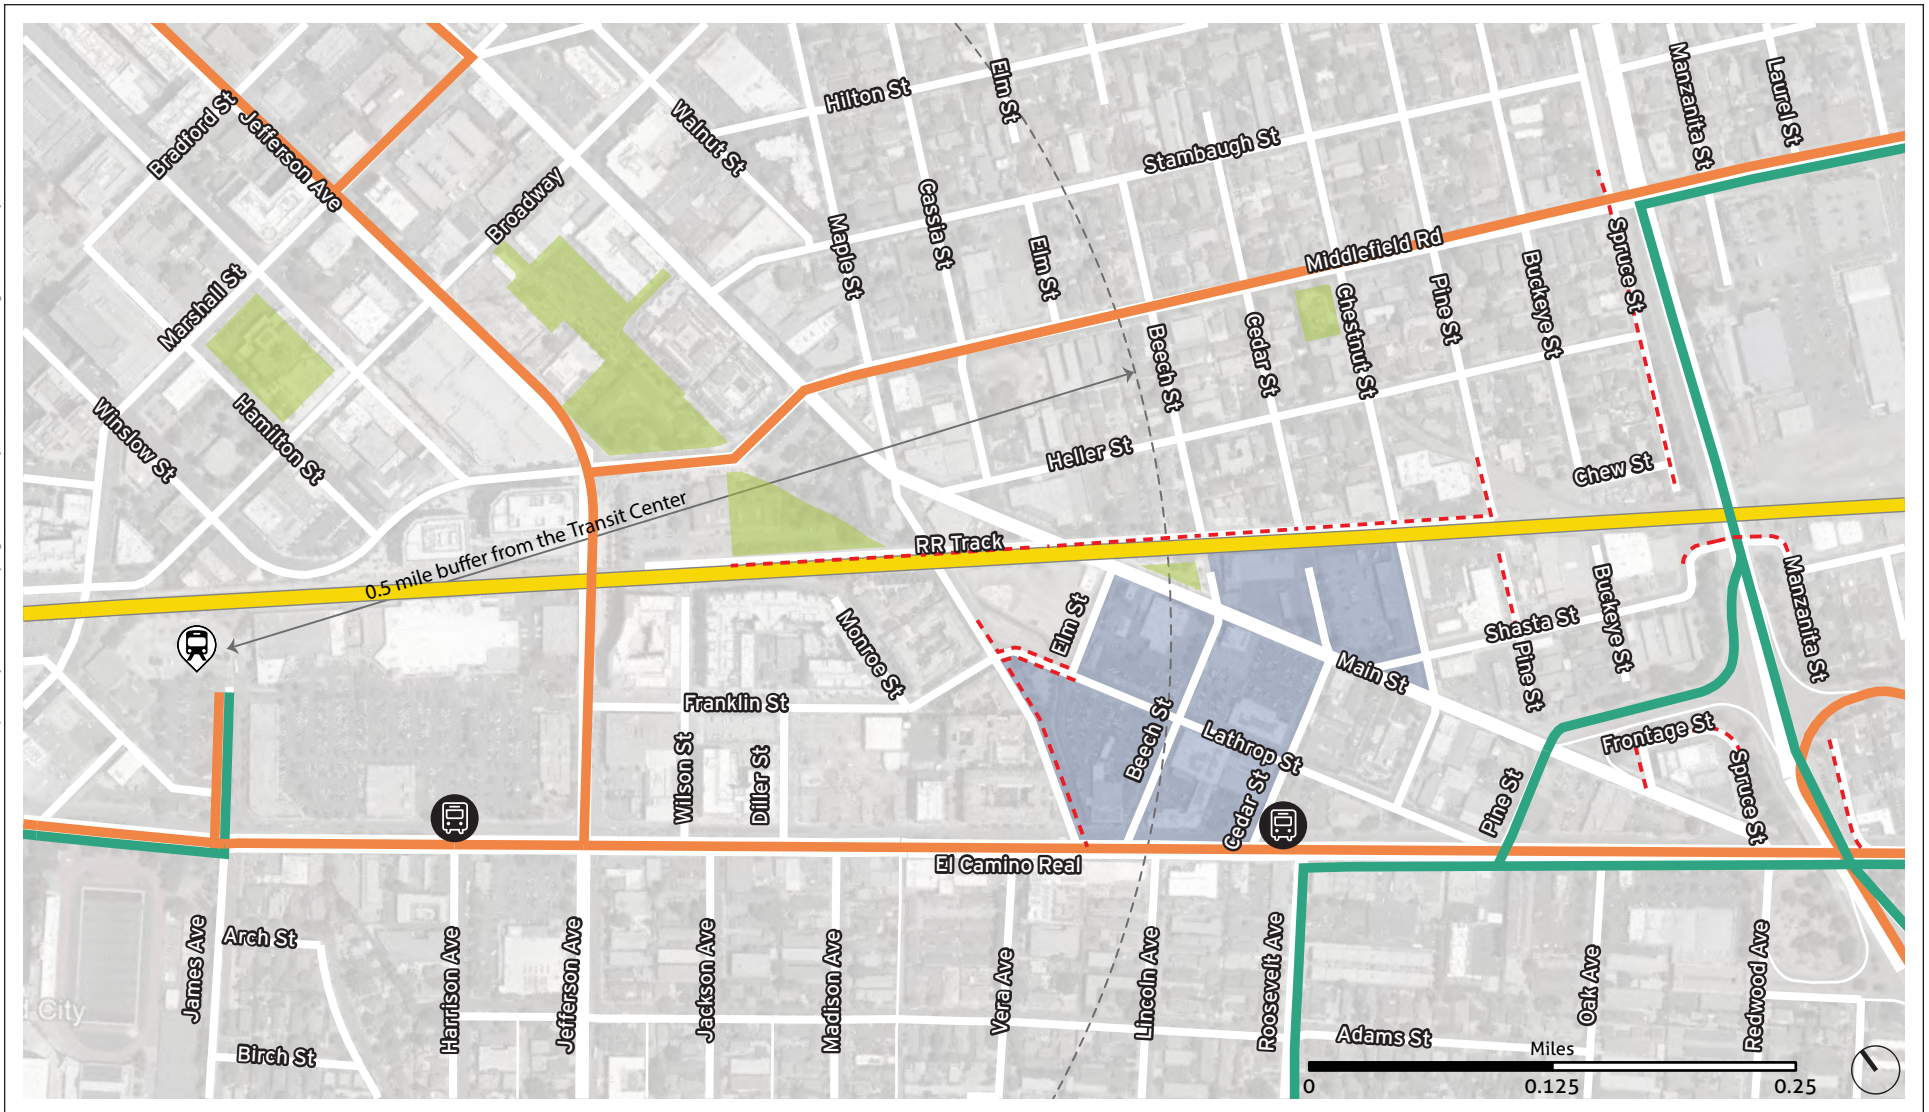 Elm St
Manzanita St
Laurel St
Hilton St
Bradford St
Jefferson Ave
Walnut St
Stambaugh St
Broadway
Cassia St
Maple St
Elm St
Middlefield Rd
Spruce St
Marshall St
Buckeye St
Pine St
Chestnut St
Cedar St
Beech St
Winslow St
Hamilton St
Heller St
Chew St
0.5 mile buffer from the Transit Center
RR Track
Elm St
Monroe St
Shasta St
Buckeye St
Manzanita St
Pine St
Main St
Franklin St
Wilson St
Diller St
Beech St
Lathrop St
Cedar St
Frontage St
Pine St
Spruce St
El Camino Real
James Ave
Arch St
Harrison Ave
Jefferson Ave
Jackson Ave
Madison Ave
Vera Ave
Lincoln Ave
Roosevelt Ave
Oak Ave
Redwood Ave
d City
Birch St
Adams St
Miles
0 0.125 0.25